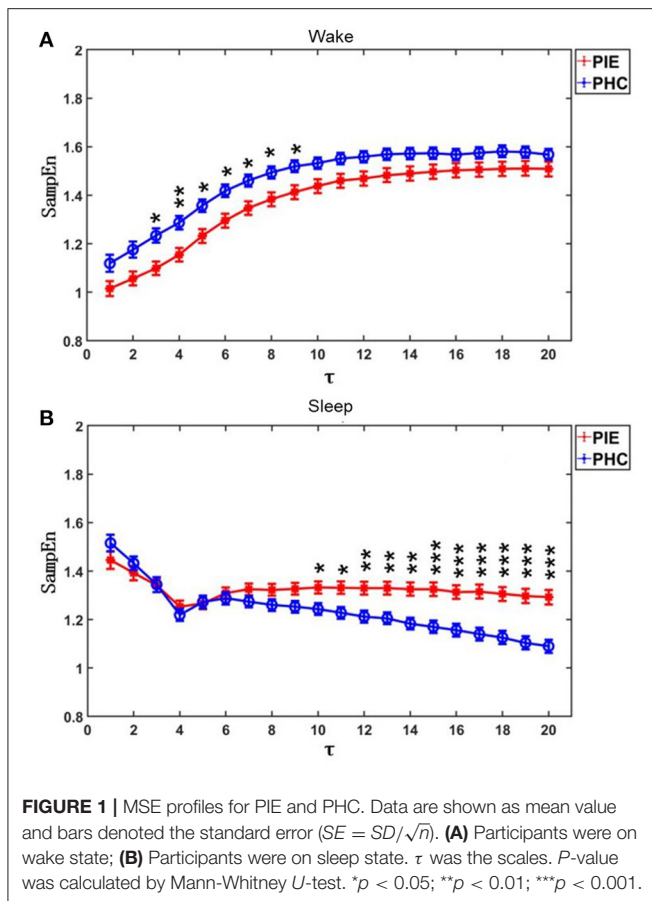 A
Wake
2
1.8
1.6
1.4
1.2
1
0.8
SampEn
* ** * * * * *
PIE
PHC
0 2 4 6 8 10 12 14 16 18 20
τ
B
Sleep
2
1.8
1.6
1.4
1.2
1
0.8
SampEn
* * ** ** ** *** *** *** *** ***
PIE
PHC
0 2 4 6 8 10 12 14 16 18 20
τ
FIGURE 1 | MSE profiles for PIE and PHC. Data are shown as mean value
and bars denoted the standard error (SE = SD/√n). (A) Participants were on
wake state; (B) Participants were on sleep state. τ was the scales. P-value
was calculated by Mann-Whitney U-test. *p < 0.05; **p < 0.01; ***p < 0.001.